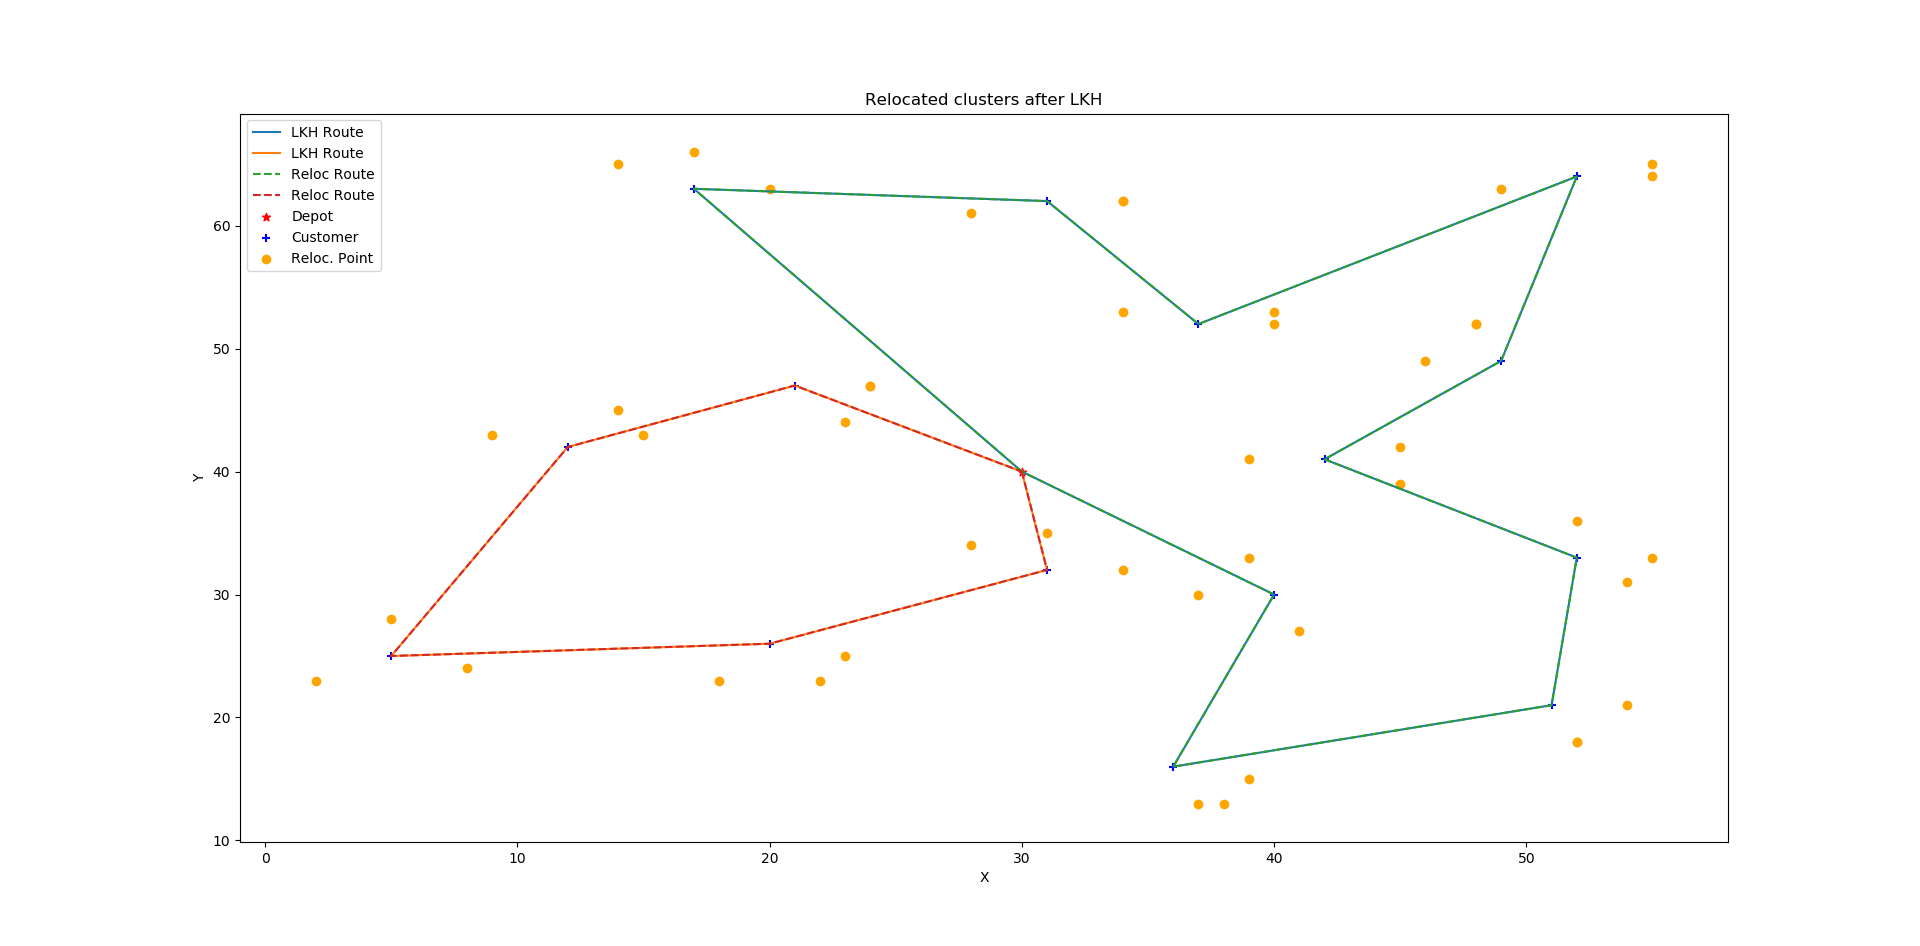 Relocated clusters after LKH
LKH Route
LKH Route
Reloc Route
Reloc Route
Depot
Customer
Reloc. Point
60
50
40
30
20
10
Y
0 10 20 30 40 50
X